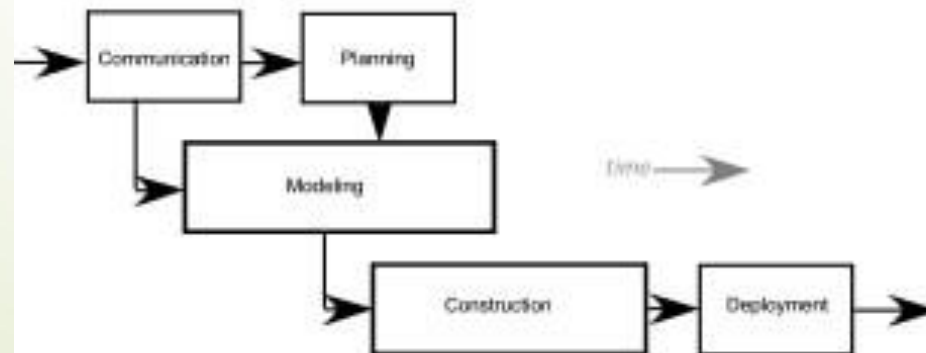 Communication
Planning
Modeling
time
Construction
Deployment